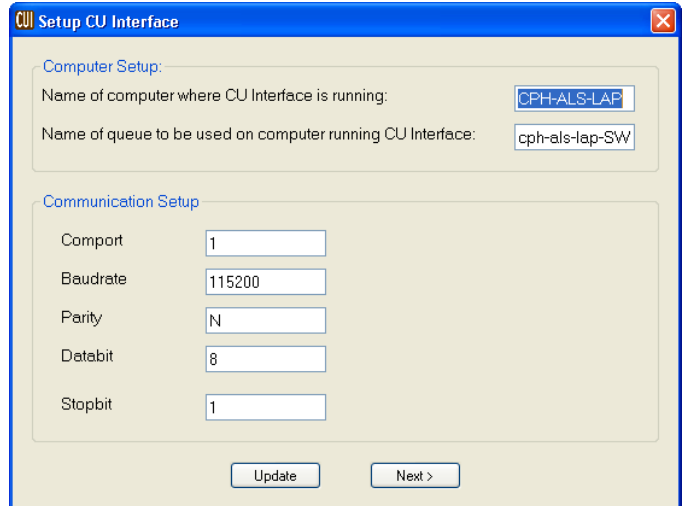 CUI Setup CU Interface
Computer Setup:
Name of computer where CU Interface is running: CPH-ALS-LAP
Name of queue to be used on computer running CU Interface: cph-als-lap-SW
Communication Setup
Comport 1
Baudrate 115200
Parity N
Databit 8
Stopbit 1
Update Next >